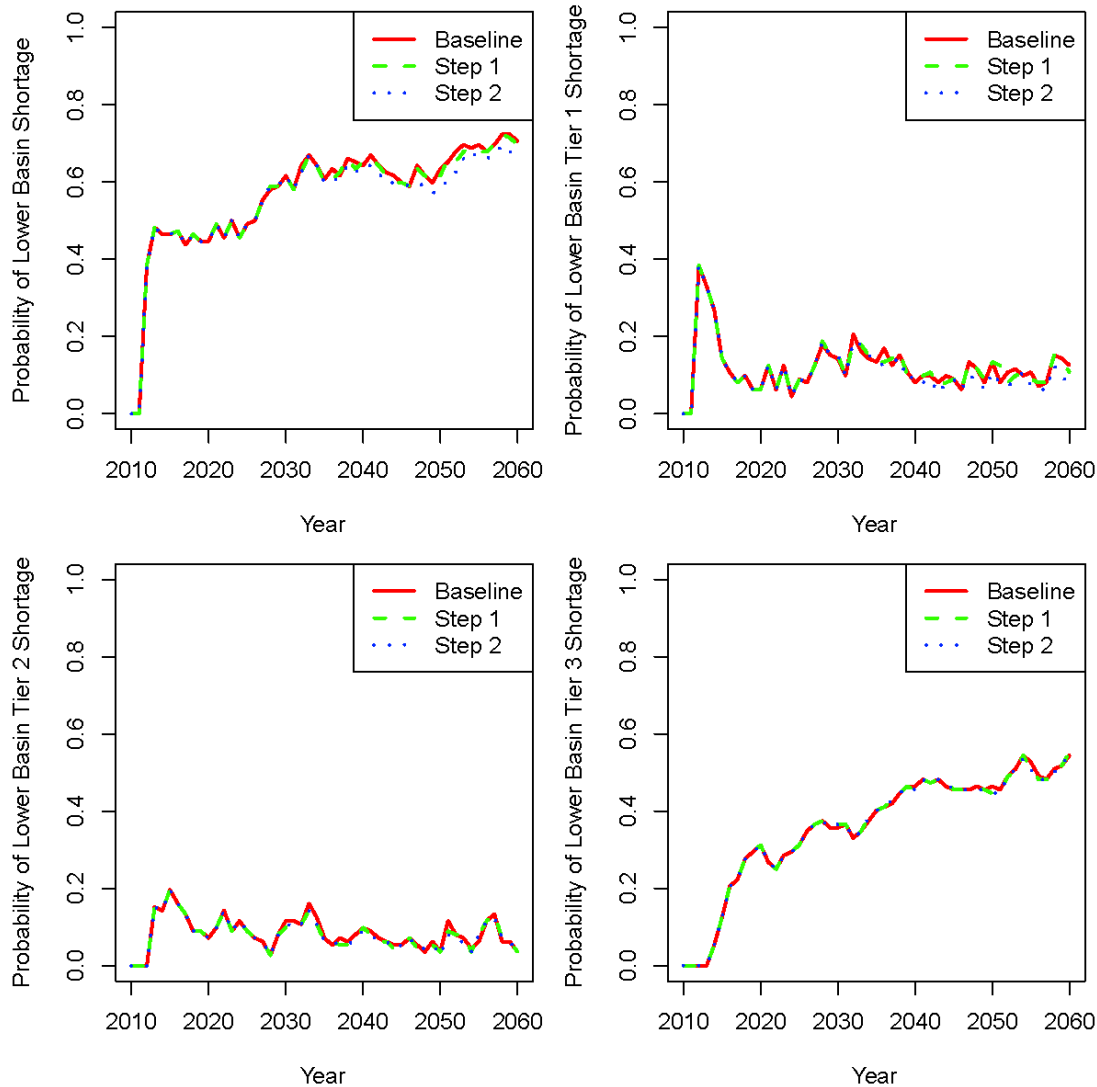 Probability of Lower Basin Shortage
1.0
0.8
0.6
0.4
0.2
0.0
Baseline
Step 1
Step 2
2010 2020 2030 2040 2050 2060
Year
Probability of Lower Basin Tier 1 Shortage
1.0
0.8
0.6
0.4
0.2
0.0
Baseline
Step 1
Step 2
2010 2020 2030 2040 2050 2060
Year
Probability of Lower Basin Tier 2 Shortage
1.0
0.8
0.6
0.4
0.2
0.0
Baseline
Step 1
Step 2
2010 2020 2030 2040 2050 2060
Year
Probability of Lower Basin Tier 3 Shortage
1.0
0.8
0.6
0.4
0.2
0.0
Baseline
Step 1
Step 2
2010 2020 2030 2040 2050 2060
Year